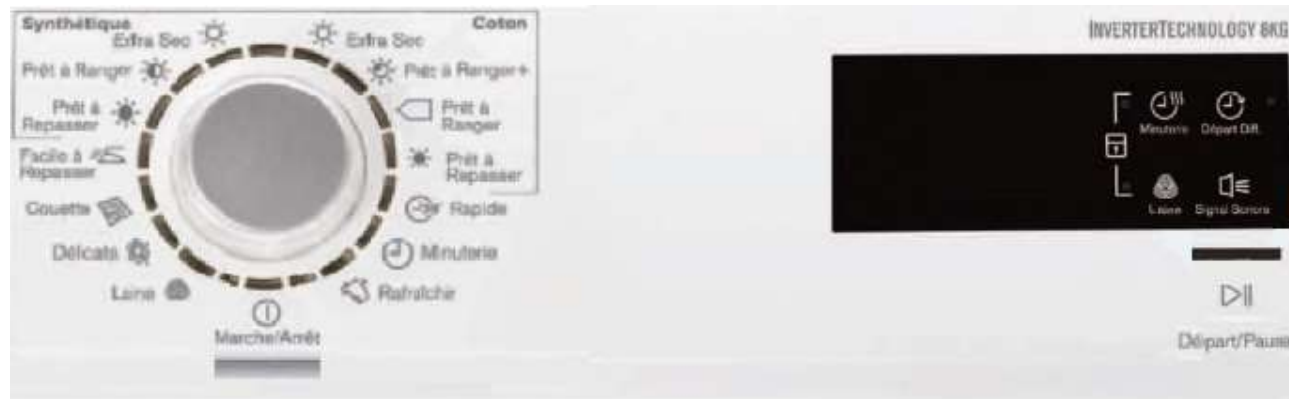 Synthétique
Extra Sec
Prêt à Ranger
Prêt à
Repasser
Facile à
Repasser
Couette
Délicats
Laine
Coton
Extra Sec
Prêt à Ranger+
Prêt à
Ranger
Prêt à
Repasser
Rapide
Minuterie
Rafraîchir
Marche/Arrêt
INVERTERTECHNOLOGY 8KG
Minuterie Départ Diff.
Laine Signal Sonore
Départ/Pause